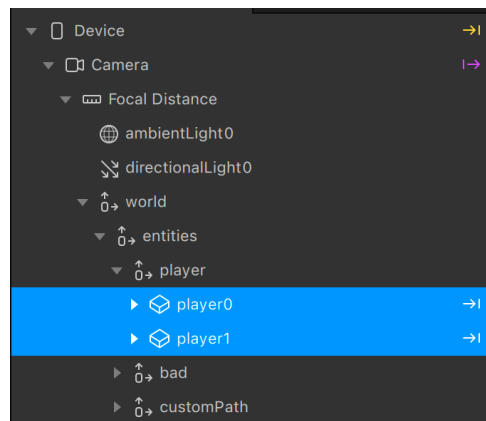 Device
Camera
Focal Distance
ambientLight0
directionalLight0
world
entities
player
player0
player1
bad
customPath